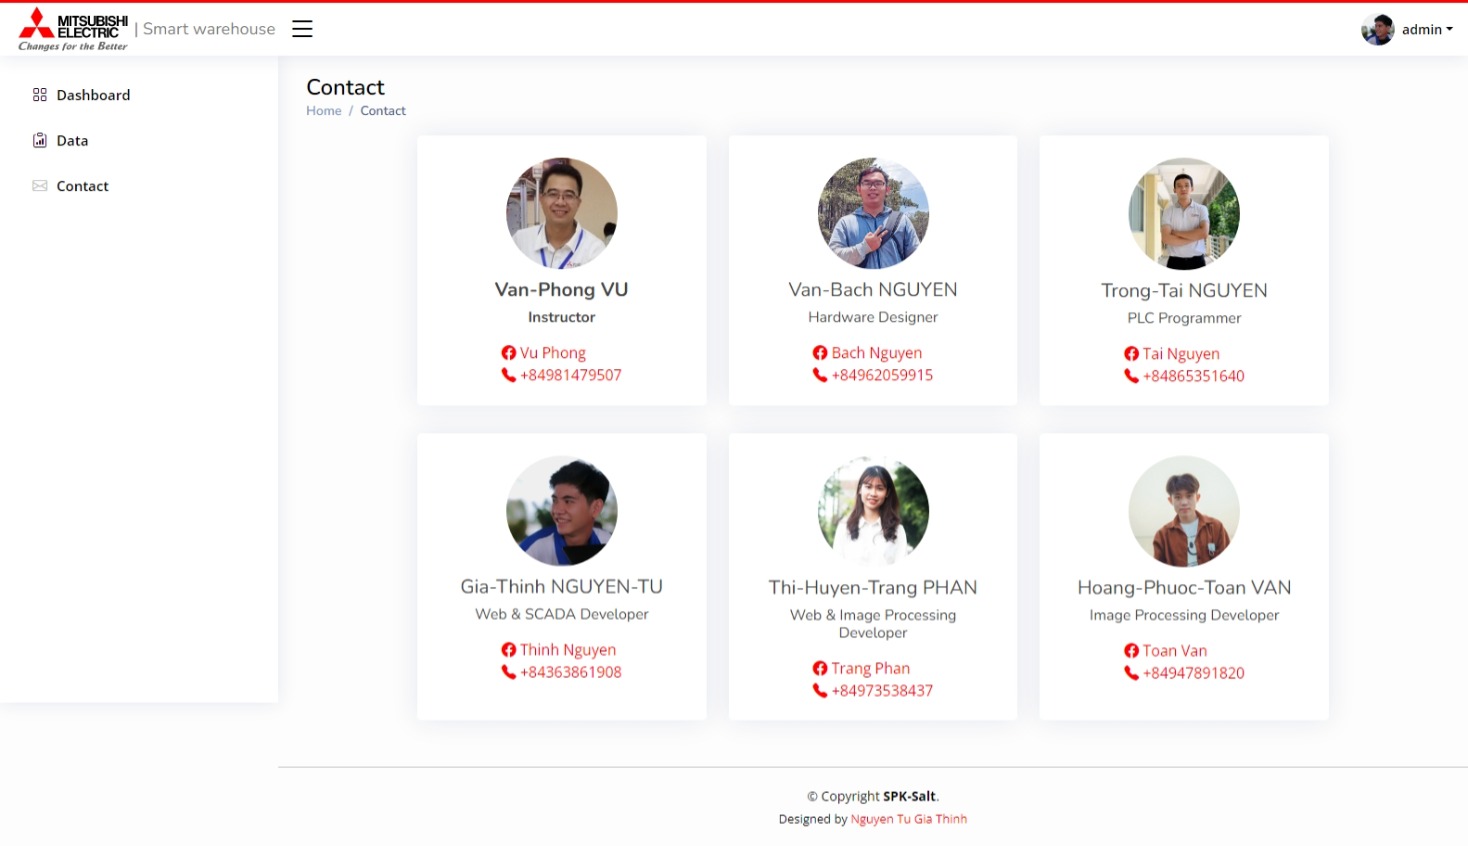 MITSUBISHI
ELECTRIC
Changes for the Better
| Smart warehouse
admin
Dashboard
Data
Contact
Contact
Home / Contact
Van-Phong VU
Instructor
Vu Phong
+84981479507
Van-Bach NGUYEN
Hardware Designer
Bach Nguyen
+84962059915
Trong-Tai NGUYEN
PLC Programmer
Tai Nguyen
+84865351640
Gia-Thinh NGUYEN-TU
Web & SCADA Developer
Thinh Nguyen
+84363861908
Thi-Huyen-Trang PHAN
Web & Image Processing
Developer
Trang Phan
+84973538437
Hoang-Phuoc-Toan VAN
Image Processing Developer
Toan Van
+84947891820
© Copyright SPK-Salt.
Designed by Nguyen Tu Gia Thinh